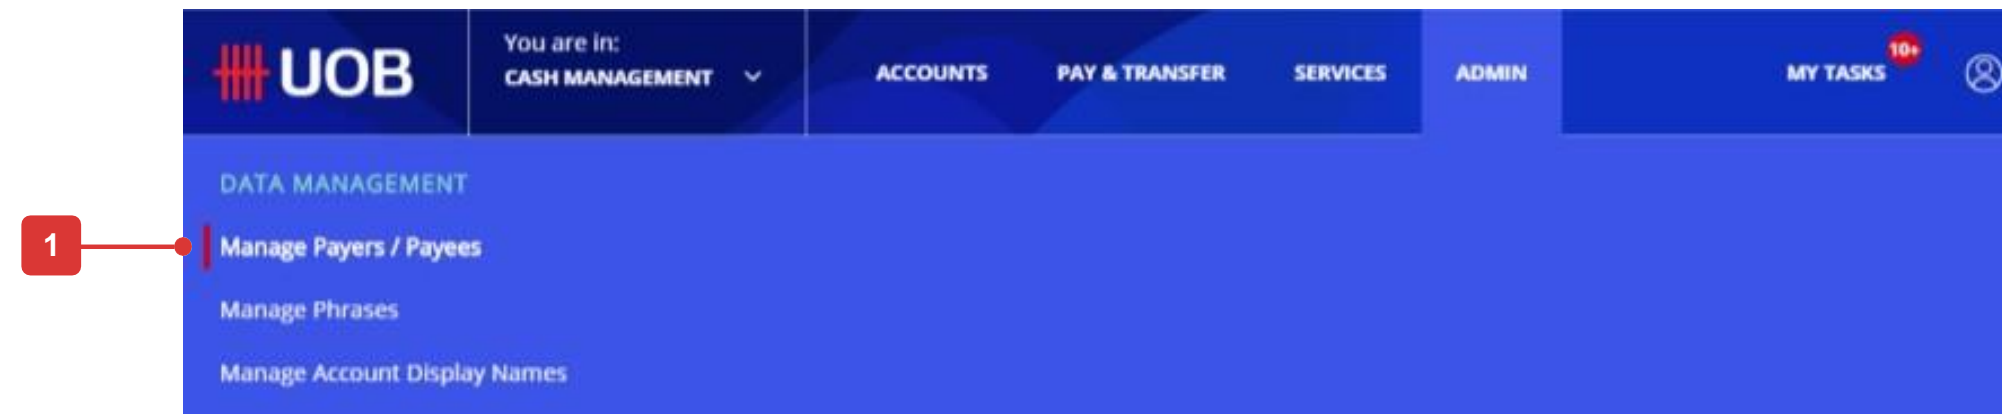 UOB
You are in:
CASH MANAGEMENT
ACCOUNTS
PAY & TRANSFER
SERVICES
ADMIN
MY TASKS
10+
DATA MANAGEMENT
1
Manage Payers / Payees
Manage Phrases
Manage Account Display Names